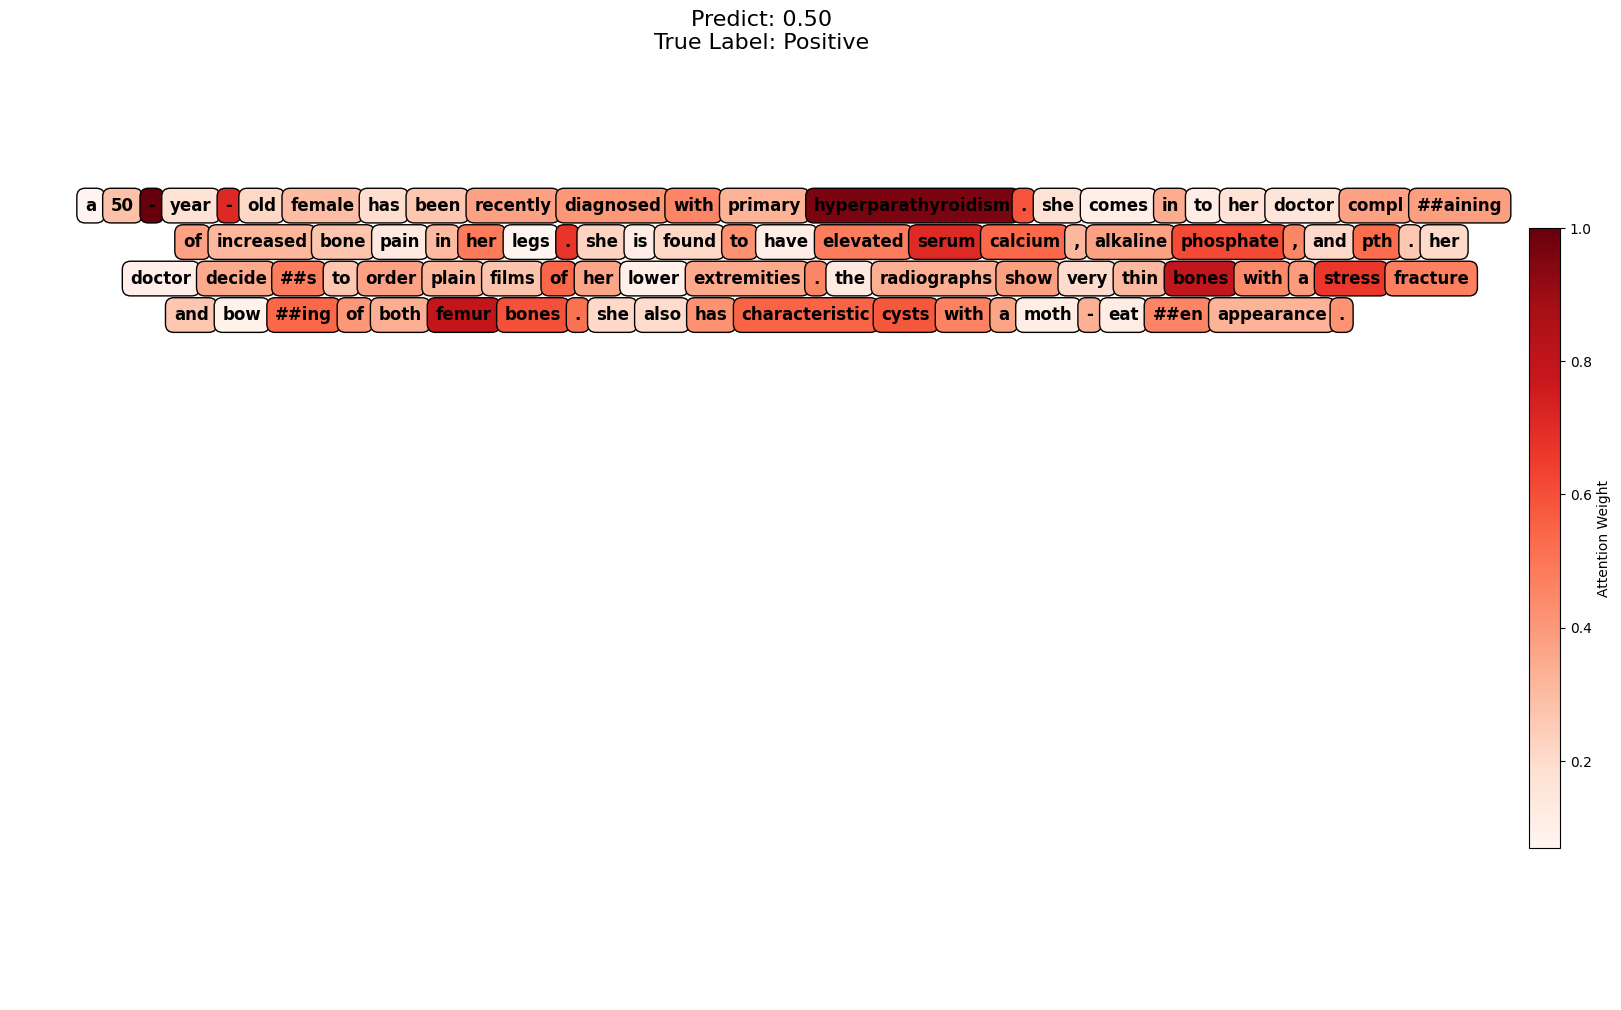 Predict: 0.50
True Label: Positive
a 50 - year - old female has been recently diagnosed with primary hyperparathyroidism . she comes in to her doctor compl ##aining
of increased bone pain in her legs . she is found to have elevated serum calcium , alkaline phosphate , and pth . her
doctor decide ##s to order plain films of her lower extremities . the radiographs show very thin bones with a stress fracture
and bow ##ing of both femur bones . she also has characteristic cysts with a moth - eat ##en appearance .
1.0
0.8
0.6
0.4
0.2
Attention Weight